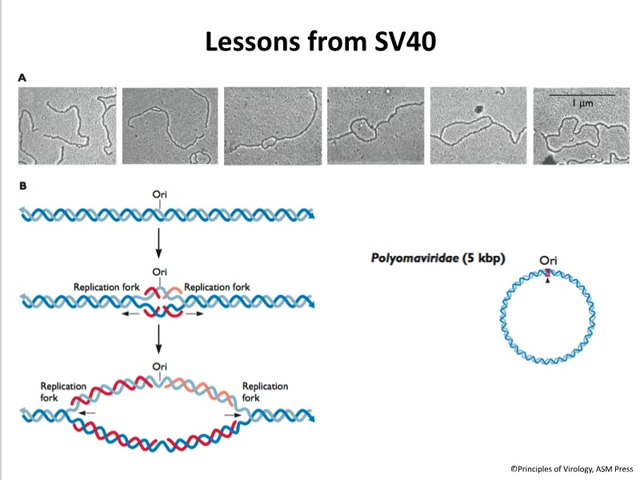 Lessons from SV40
A
1 µm
B
Ori
Ori
Replication fork
Replication fork
Ori
Replication
fork
Replication
fork
Polyomaviridae (5 kbp)
Ori
©Principles of Virology, ASM Press